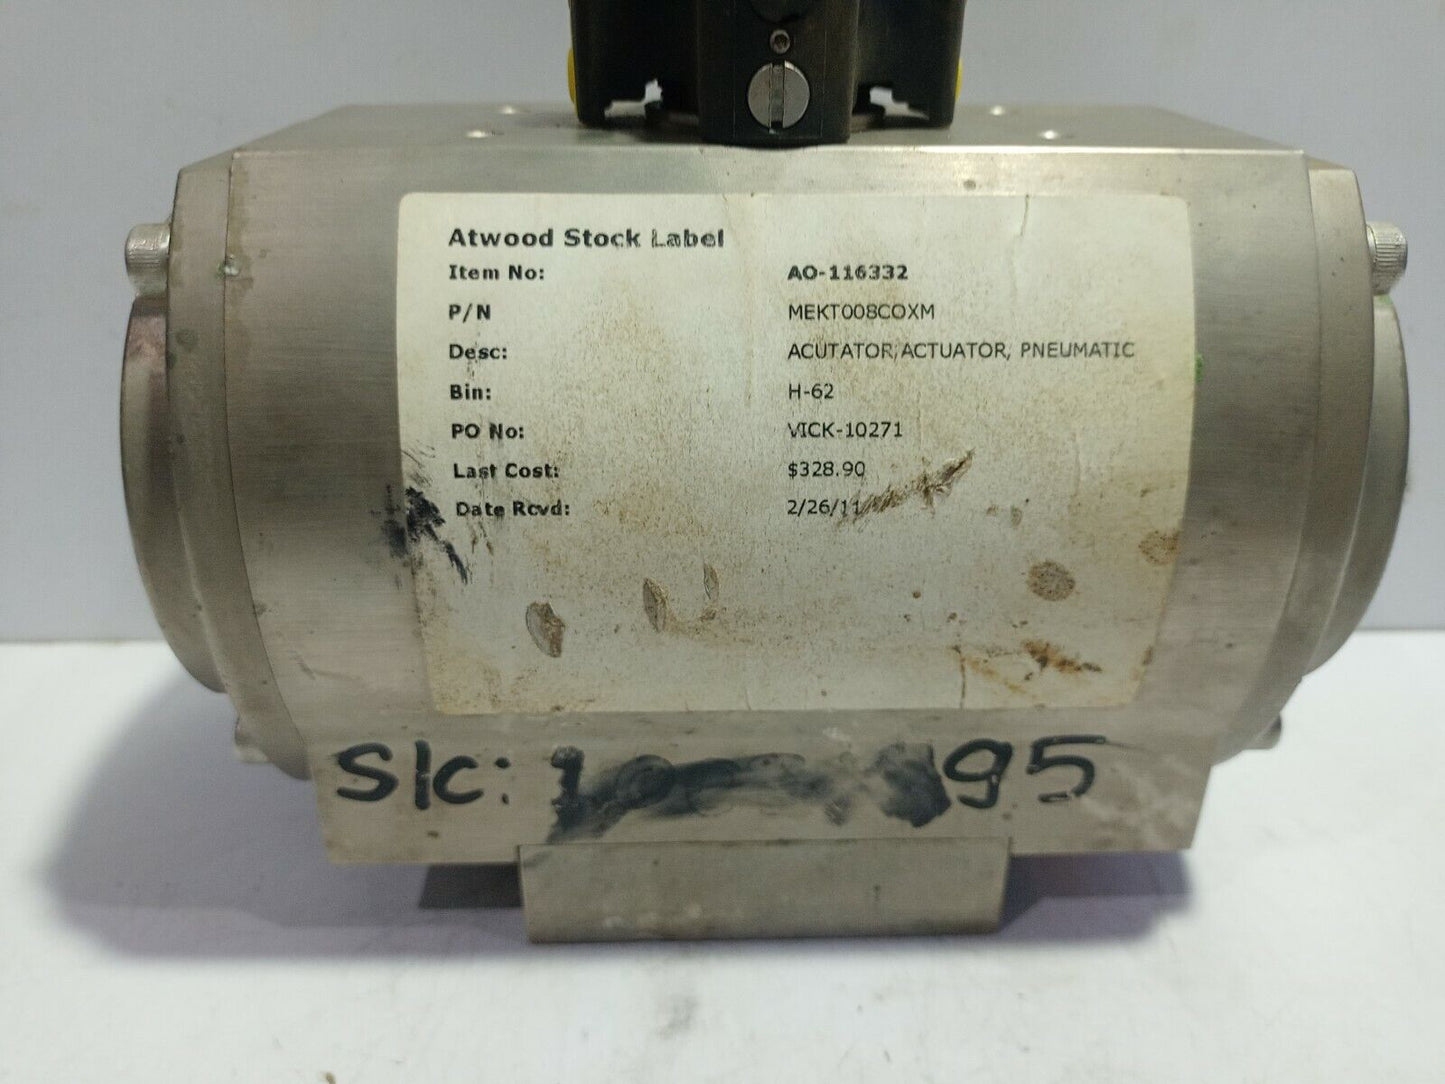 Atwood Stock Label
Item No: AO-116332
P/N MEKT008COXM
Desc: ACUTATOR,ACTUATOR, PNEUMATIC
Bin: H-62
PO No: VICK-10271
Last Cost: $328.90
Date Rcvd: 2/26/11
S/C: 95